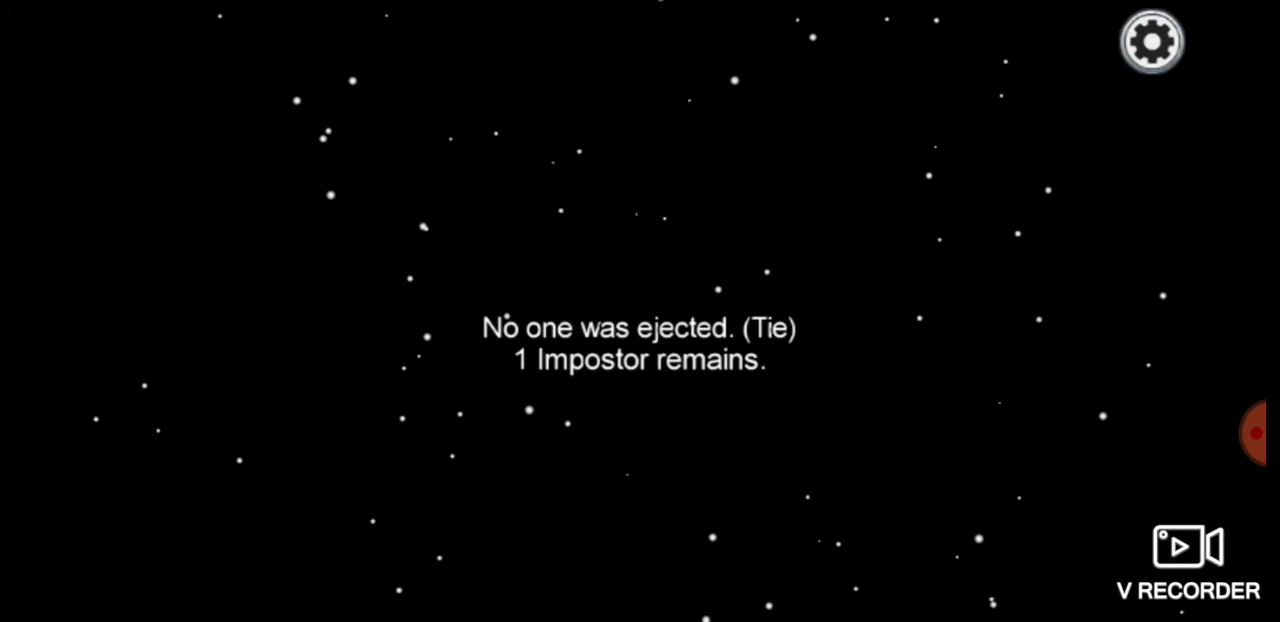 No one was ejected. (Tie)
1 Impostor remains.
V RECORDER